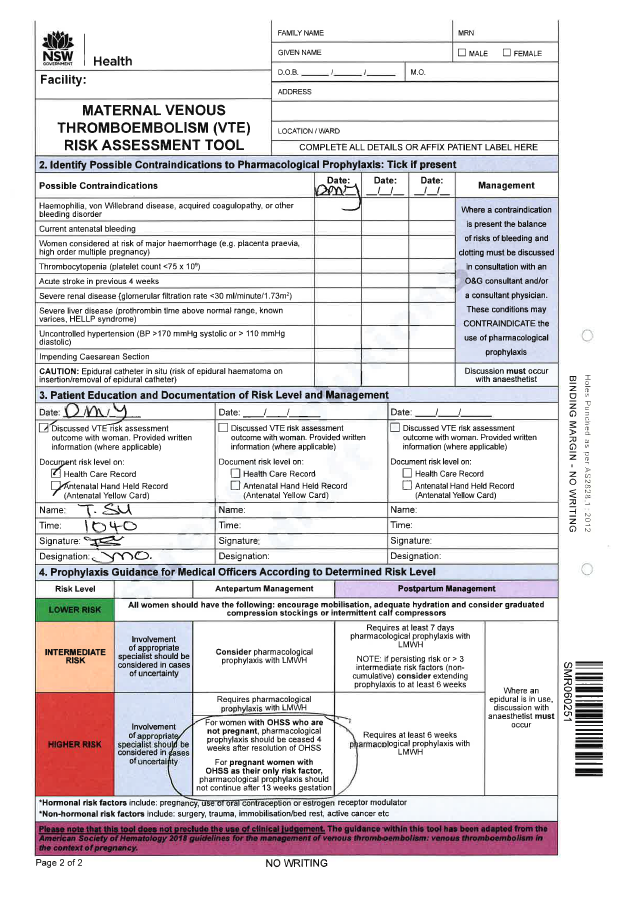 NSW
GOVERNMENT
Health
Facility:
MATERNAL VENOUS
THROMBOEMBOLISM (VTE)
RISK ASSESSMENT TOOL
FAMILY NAME
MRN
GIVEN NAME
MALE
FEMALE
D.O.B. ______/______/______
M.O.
ADDRESS
LOCATION / WARD
COMPLETE ALL DETAILS OR AFFIX PATIENT LABEL HERE
2. Identify Possible Contraindications to Pharmacological Prophylaxis: Tick if present
Possible Contraindications
Date:
DMY
Date:
__/__/__
Date:
__/__/__
Management
Haemophilia, von Willebrand disease, acquired coagulopathy, or other
bleeding disorder
Current antenatal bleeding
Women considered at risk of major haemorrhage (e.g. placenta praevia,
high order multiple pregnancy)
Thrombocytopenia (platelet count <75 x 10⁹)
Acute stroke in previous 4 weeks
Severe renal disease (glomerular filtration rate <30 ml/minute/1.73m²)
Severe liver disease (prothrombin time above normal range, known
varices, HELLP syndrome)
Uncontrolled hypertension (BP >170 mmHg systolic or > 110 mmHg
diastolic)
Impending Caesarean Section
Where a contraindication
is present the balance
of risks of bleeding and
clotting must be discussed
in consultation with an
O&G consultant and/or
a consultant physician.
These conditions may
CONTRAINDICATE the
use of pharmacological
prophylaxis
CAUTION: Epidural catheter in situ (risk of epidural haematoma on
insertion/removal of epidural catheter)
Discussion must occur
with anaesthetist
3. Patient Education and Documentation of Risk Level and Management
Date: D/M/Y
Discussed VTE risk assessment
outcome with woman. Provided written
information (where applicable)
Document risk level on:
Health Care Record
Antenatal Hand Held Record
(Antenatal Yellow Card)
Name: T. SU
Time: 1040
Signature:
Designation: JMO.
Date: ____/____/____
Discussed VTE risk assessment
outcome with woman. Provided written
information (where applicable)
Document risk level on:
Health Care Record
Antenatal Hand Held Record
(Antenatal Yellow Card)
Name:
Time:
Signature:
Designation:
Date: ____/____/____
Discussed VTE risk assessment
outcome with woman. Provided written
information (where applicable)
Document risk level on:
Health Care Record
Antenatal Hand Held Record
(Antenatal Yellow Card)
Name:
Time:
Signature:
Designation:
4. Prophylaxis Guidance for Medical Officers According to Determined Risk Level
Risk Level
Antepartum Management
Postpartum Management
LOWER RISK
All women should have the following: encourage mobilisation, adequate hydration and consider graduated
compression stockings or intermittent calf compressors
INTERMEDIATE
RISK
Involvement
of appropriate
specialist should be
considered in cases
of uncertainty
Consider pharmacological
prophylaxis with LMWH
Requires at least 7 days
pharmacological prophylaxis with
LMWH
NOTE: if persisting risk or > 3
intermediate risk factors (non-
cumulative) consider extending
prophylaxis to at least 6 weeks
Where an
epidural is in use,
discussion with
anaesthetist must
occur
HIGHER RISK
Involvement
of appropriate
specialist should be
considered in cases
of uncertainty
Requires pharmacological
prophylaxis with LMWH
For women with OHSS who are
not pregnant, pharmacological
prophylaxis should be ceased 4
weeks after resolution of OHSS
For pregnant women with
OHSS as their only risk factor,
pharmacological prophylaxis should
not continue after 13 weeks gestation
Requires at least 6 weeks
pharmacological prophylaxis with
LMWH
*Hormonal risk factors include: pregnancy, use of oral contraception or estrogen receptor modulator
*Non-hormonal risk factors include: surgery, trauma, immobilisation/bed rest, active cancer etc
Please note that this tool does not preclude the use of clinical judgement. The guidance within this tool has been adapted from the
American Society of Hematology 2018 guidelines for the management of venous thromboembolism: venous thromboembolism in
the context of pregnancy.
Page 2 of 2
NO WRITING
Holes Punched as per AS2828.1: 2012
BINDING MARGIN - NO WRITING
SMR060251